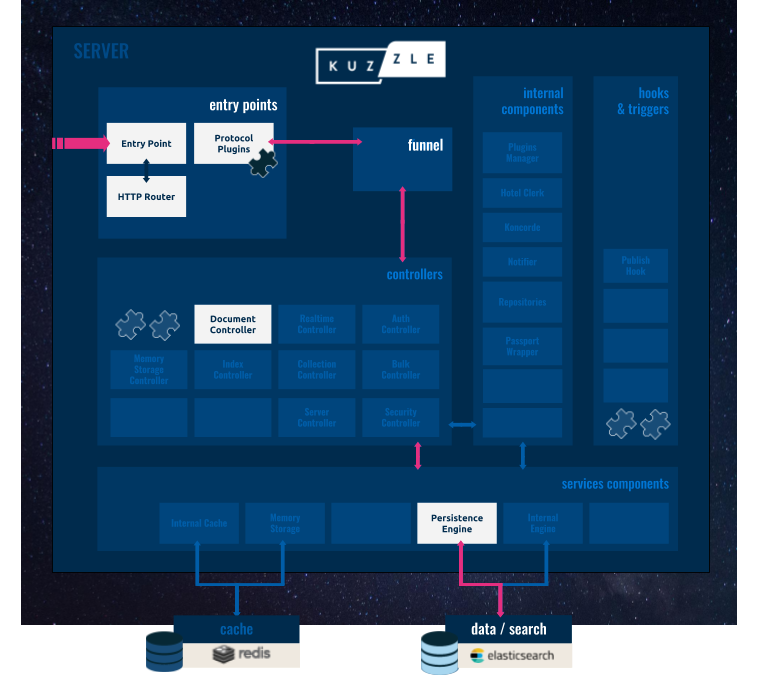 SERVER
KUZZLE
entry points
Entry Point
Protocol
Plugins
HTTP Router
funnel
internal
components
Plugins
Manager
Hotel Clerk
Koncorde
Notifier
Repositories
Passport
Wrapper
hooks
& triggers
Publish
Hook
controllers
Document
Controller
Realtime
Controller
Auth
Controller
Memory
Storage
Controller
Index
Controller
Collection
Controller
Bulk
Controller
Server
Controller
Security
Controller
services components
Internal Cache
Memory
Storage
Persistence
Engine
Internal
Engine
cache
redis
data / search
elasticsearch